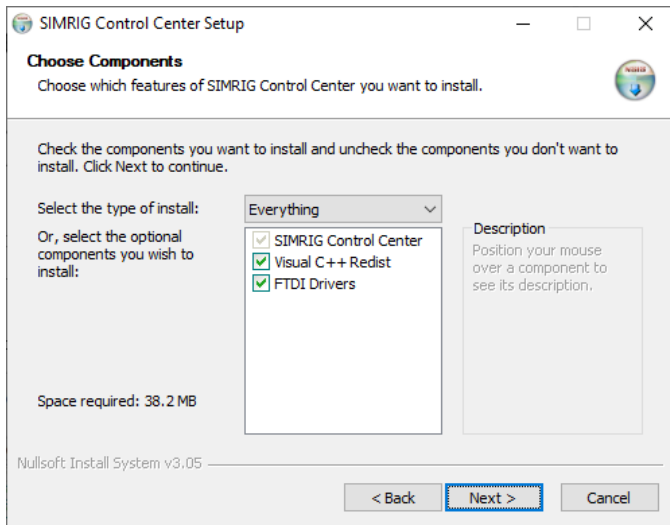 SIMRIG Control Center Setup
Choose Components
Choose which features of SIMRIG Control Center you want to install.
Check the components you want to install and uncheck the components you don't want to
install. Click Next to continue.
Select the type of install:
Everything
Or, select the optional
components you wish to
install:
SIMRIG Control Center
Visual C++ Redist
FTDI Drivers
Description
Position your mouse
over a component to
see its description.
Space required: 38.2 MB
Nullsoft Install System v3.05
< Back
Next >
Cancel